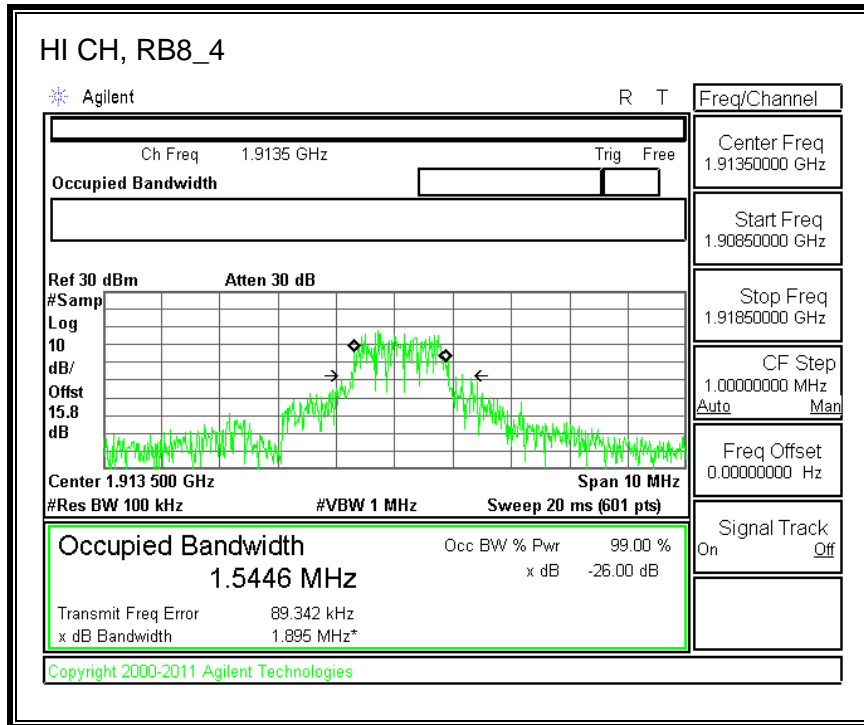 HI CH, RB8_4
Agilent R T
Ch Freq 1.9135 GHz Trig Free
Occupied Bandwidth
Ref 30 dBm Atten 30 dB
#Samp
Log
10
dB/
Offst
15.8
dB
Center 1.913 500 GHz Span 10 MHz
#Res BW 100 kHz #VBW 1 MHz Sweep 20 ms (601 pts)
Occupied Bandwidth Occ BW % Pwr 99.00 %
1.5446 MHz x dB -26.00 dB
Transmit Freq Error 89.342 kHz
x dB Bandwidth 1.895 MHz*
Copyright 2000-2011 Agilent Technologies
Freq/Channel
Center Freq
1.91350000 GHz
Start Freq
1.90850000 GHz
Stop Freq
1.91850000 GHz
CF Step
1.00000000 MHz
Auto Man
Freq Offset
0.00000000 Hz
Signal Track
On Off